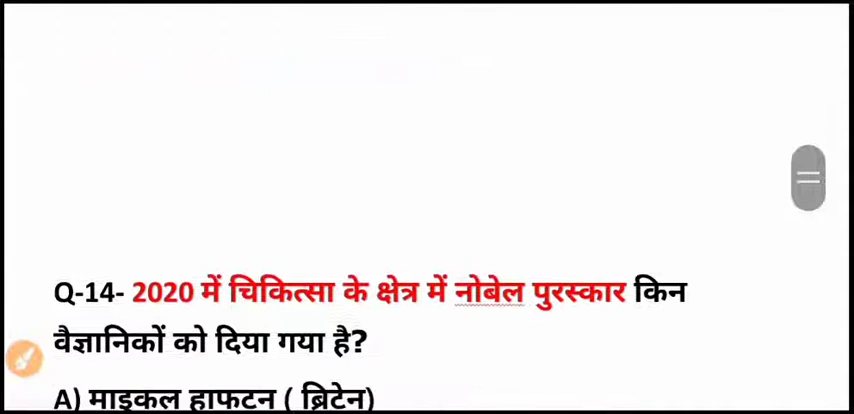 Q-14- 2020 में चिकित्सा के क्षेत्र में नोबेल पुरस्कार किन
वैज्ञानिकों को दिया गया है?
A) माइकल हाफटन ( ब्रिटेन)